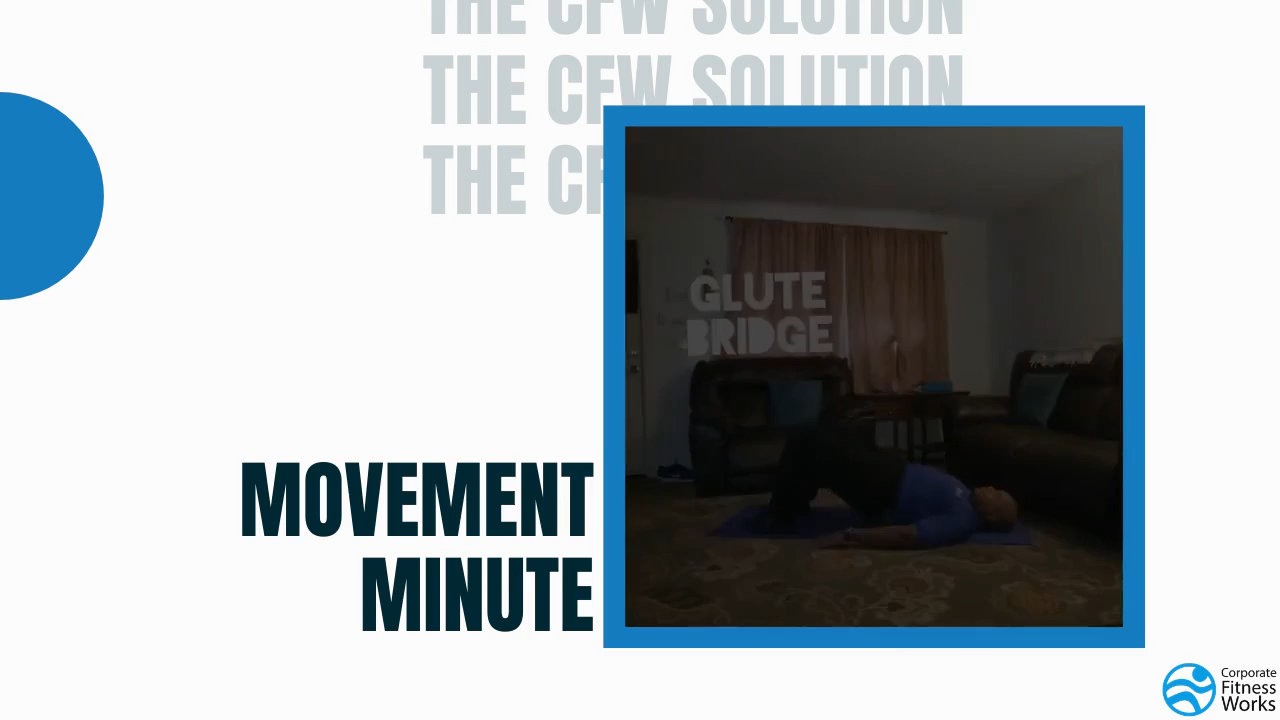 THE CFW SOLUTION
THE CFW SOLUTION
THE CF
GLUTE
BRIDGE
MOVEMENT
MINUTE
Corporate
Fitness
Works